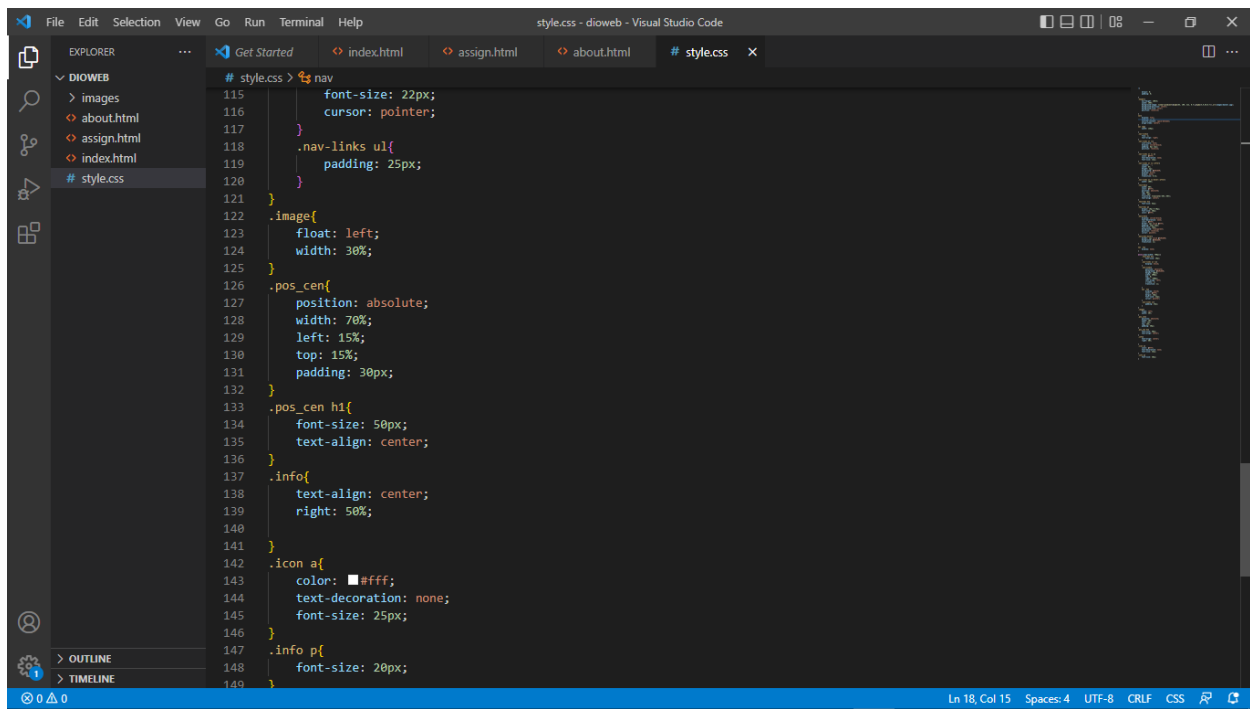 File Edit Selection View Go Run Terminal Help style.css - dioweb - Visual Studio Code
EXPLORER ...
Get Started <> index.html <> assign.html <> about.html # style.css
DIOWEB
# style.css > nav
> images
<> about.html
<> assign.html
<> index.html
# style.css
115 font-size: 22px;
116 cursor: pointer;
117 }
118 .nav-links ul{
119 padding: 25px;
120 }
121 }
122 .image{
123 float: left;
124 width: 30%;
125 }
126 .pos_cen{
127 position: absolute;
128 width: 70%;
129 left: 15%;
130 top: 15%;
131 padding: 30px;
132 }
133 .pos_cen h1{
134 font-size: 50px;
135 text-align: center;
136 }
137 .info{
138 text-align: center;
139 right: 50%;
140
141 }
142 .icon a{
143 color: #fff;
144 text-decoration: none;
145 font-size: 25px;
146 }
147 .info p{
148 font-size: 20px;
149 }
> OUTLINE
> TIMELINE
1
0 0 Ln 18, Col 15 Spaces: 4 UTF-8 CRLF CSS